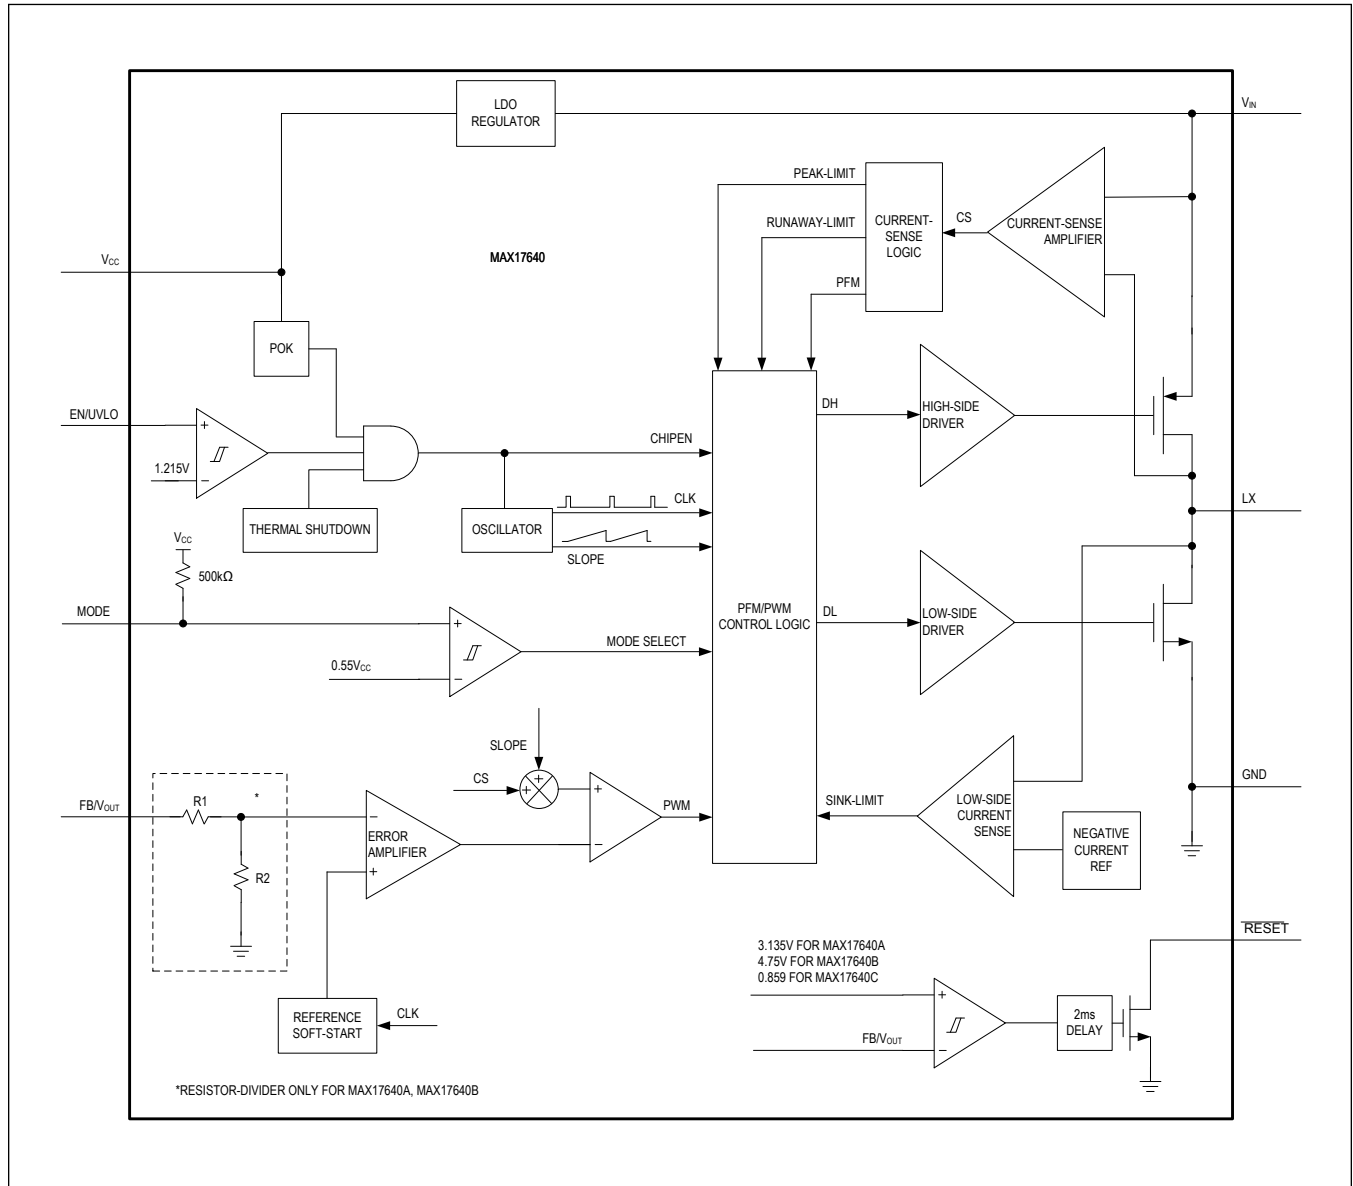 LDO
REGULATOR
VIN
PEAK-LIMIT
RUNAWAY-LIMIT
CURRENT-
SENSE
LOGIC
CS
CURRENT-SENSE
AMPLIFIER
PFM
VCC
MAX17640
POK
EN/UVLO
+
1.215V
−
THERMAL SHUTDOWN
CHIPEN
OSCILLATOR
CLK
SLOPE
DH
HIGH-SIDE
DRIVER
LX
VCC
500kΩ
MODE
+
0.55VCC
−
MODE SELECT
PFM/PWM
CONTROL LOGIC
DL
LOW-SIDE
DRIVER
SLOPE
CS
+
+
+
−
PWM
FB/VOUT
R1
*
R2
−
ERROR
AMPLIFIER
+
SINK-LIMIT
LOW-SIDE
CURRENT
SENSE
NEGATIVE
CURRENT
REF
GND
REFERENCE
SOFT-START
CLK
3.135V FOR MAX17640A
4.75V FOR MAX17640B
0.859 FOR MAX17640C
+
FB/VOUT
−
2ms
DELAY
RESET
*RESISTOR-DIVIDER ONLY FOR MAX17640A, MAX17640B